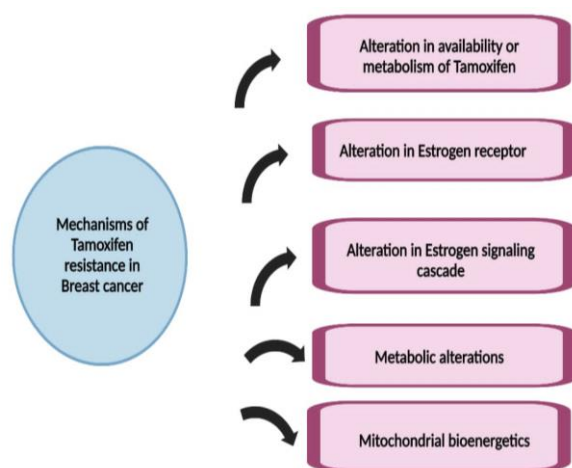 Alteration in availability or
metabolism of Tamoxifen
Alteration in Estrogen receptor
Mechanisms of
Tamoxifen
resistance in
Breast cancer
Alteration in Estrogen signaling
cascade
Metabolic alterations
Mitochondrial bioenergetics